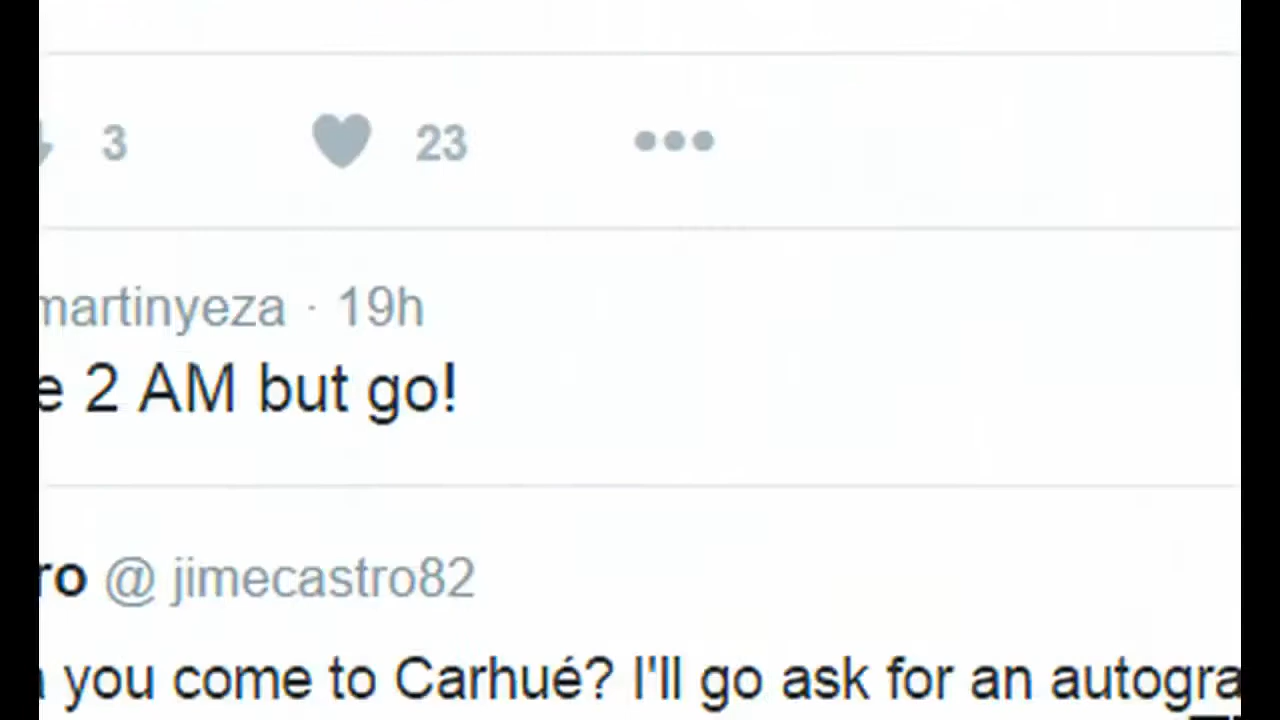 3 23
martinyeza · 19h
e 2 AM but go!
ro @ jimecastro82
you come to Carhué? I'll go ask for an autogra